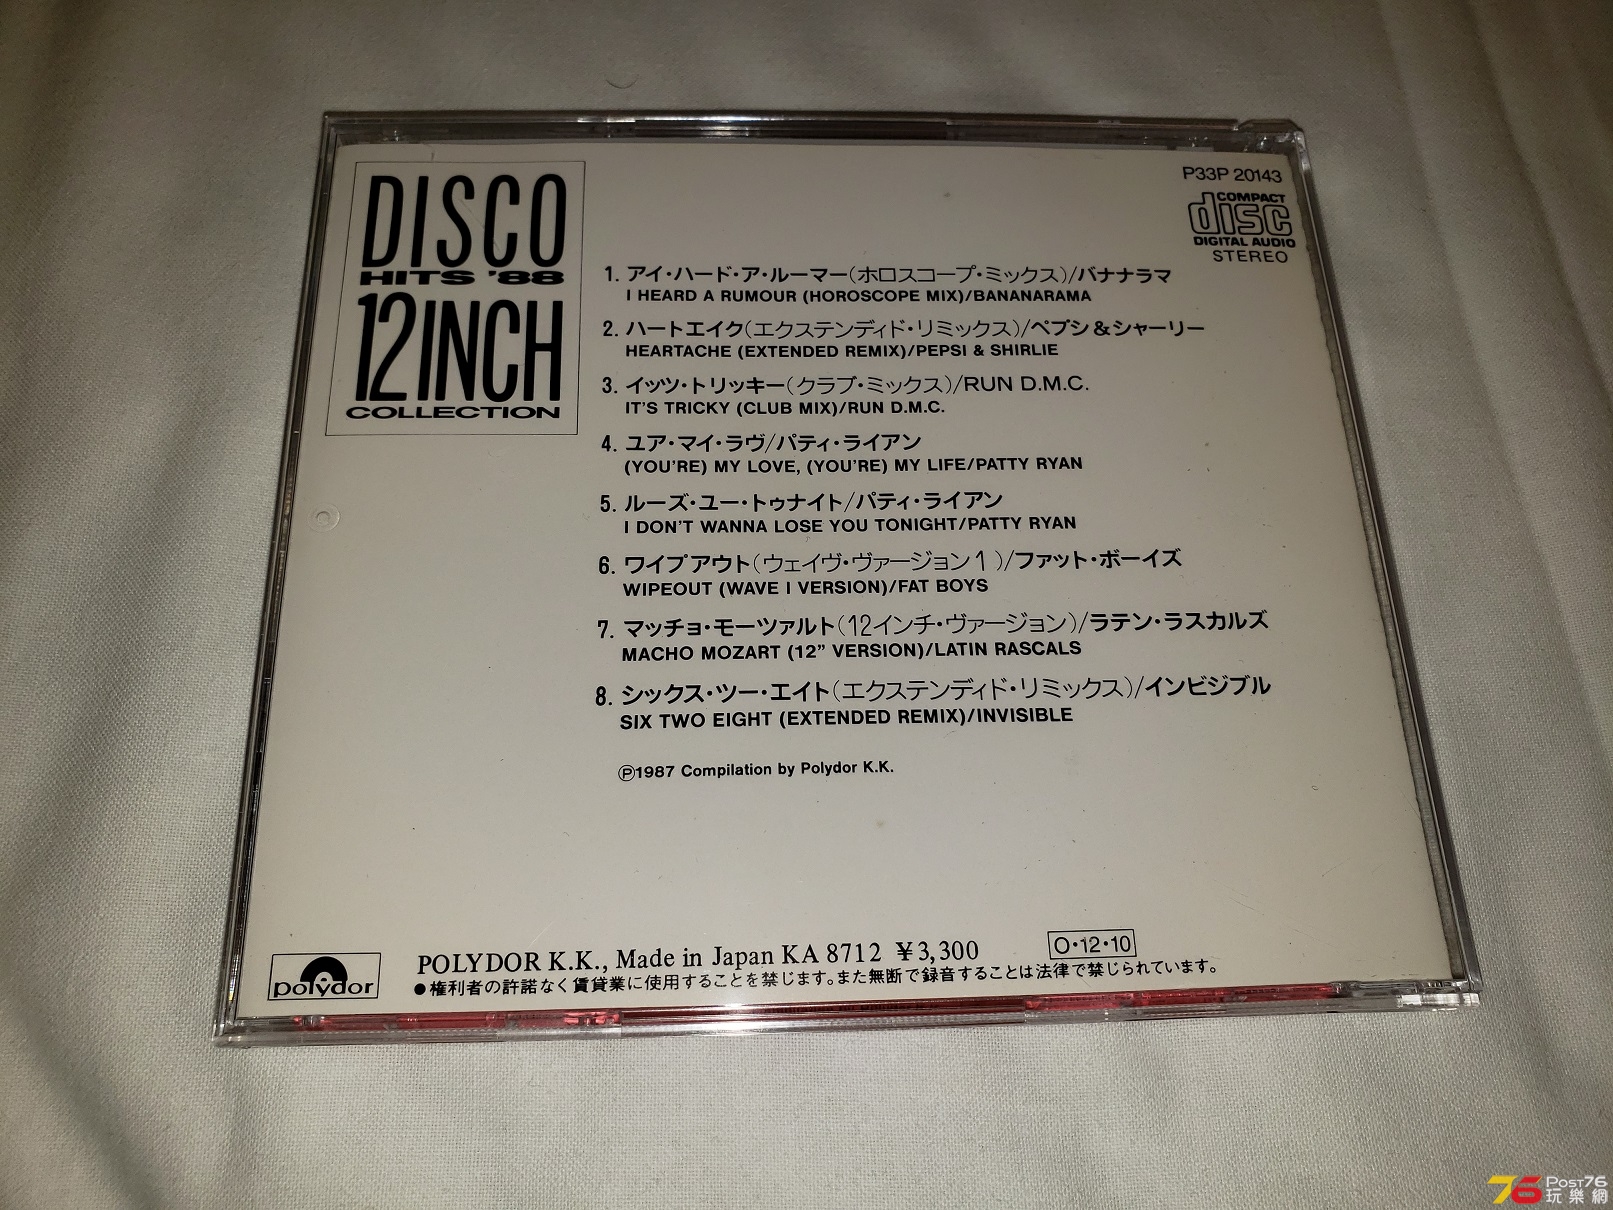 DISCO
HITS '88
12INCH
COLLECTION
P33P 20143
COMPACT
disc
DIGITAL AUDIO
STEREO
1. アイ・ハード・ア・ルーマー(ホロスコープ・ミックス)/バナナラマ
I HEARD A RUMOUR (HOROSCOPE MIX)/BANANARAMA
2. ハートエイク(エクステンディド・リミックス)/ペプシ&シャーリー
HEARTACHE (EXTENDED REMIX)/PEPSI & SHIRLIE
3. イッツ・トリッキー(クラブ・ミックス)/RUN D.M.C.
IT'S TRICKY (CLUB MIX)/RUN D.M.C.
4. ユア・マイ・ラヴ/パティ・ライアン
(YOU'RE) MY LOVE, (YOU'RE) MY LIFE/PATTY RYAN
5. ルーズ・ユー・トゥナイト/パティ・ライアン
I DON'T WANNA LOSE YOU TONIGHT/PATTY RYAN
6. ワイプアウト(ウェイヴ・ヴァージョン1)/ファット・ボーイズ
WIPEOUT (WAVE I VERSION)/FAT BOYS
7. マッチョ・モーツァルト(12インチ・ヴァージョン)/ラテン・ラスカルズ
MACHO MOZART (12” VERSION)/LATIN RASCALS
8. シックス・ツー・エイト(エクステンディド・リミックス)/インビジブル
SIX TWO EIGHT (EXTENDED REMIX)/INVISIBLE
Ⓟ1987 Compilation by Polydor K.K.
polydor
POLYDOR K.K., Made in Japan KA 8712 ¥3,300
O・12・10
●権利者の許諾なく賃貸業に使用することを禁じます。また無断で録音することは法律で禁じられています。
76 Post76
玩樂網